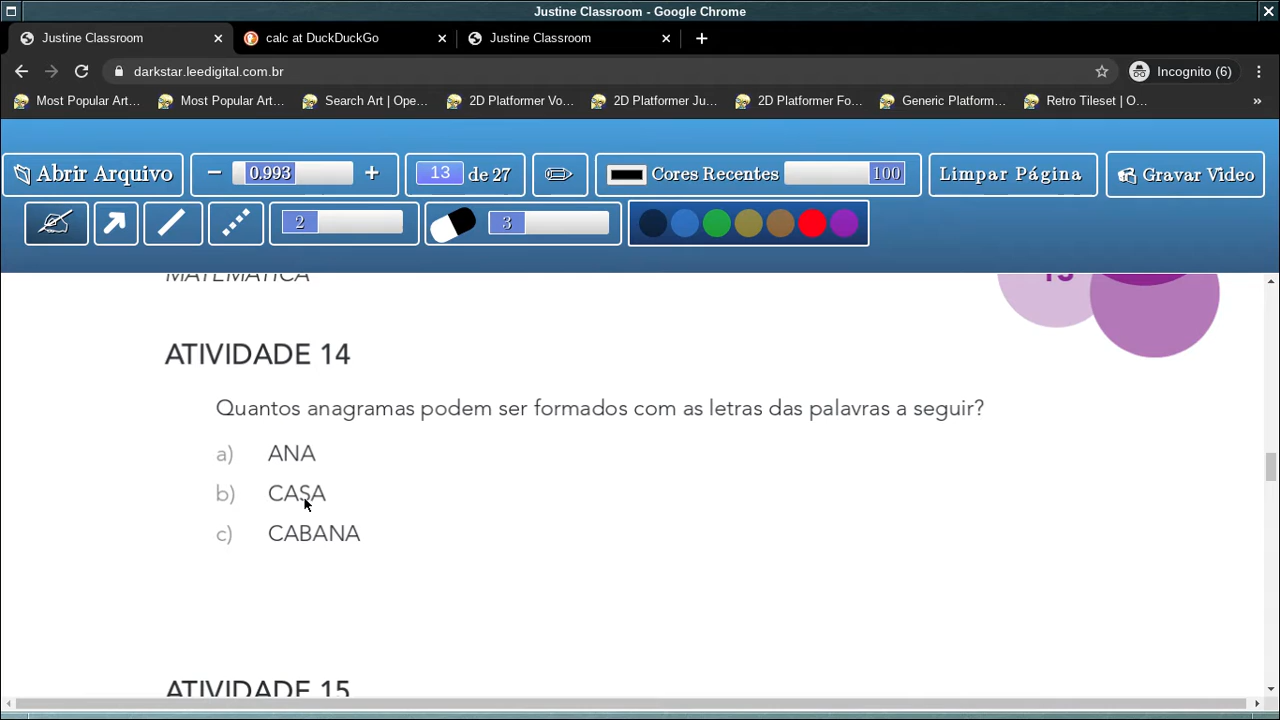 Justine Classroom - Google Chrome
Justine Classroom
calc at DuckDuckGo
Justine Classroom
darkstar.leedigital.com.br
Incognito (6)
Most Popular Art…
Most Popular Art…
Search Art | Ope…
2D Platformer Vo…
2D Platformer Ju…
2D Platformer Fo…
Generic Platform…
Retro Tileset | O…
»
Abrir Arquivo
− 0.993 +
13 de 27
Cores Recentes 100
Limpar Página
Gravar Video
2
3
MATEMÁTICA
ATIVIDADE 14
Quantos anagramas podem ser formados com as letras das palavras a seguir?
a) ANA
b) CASA
c) CABANA
ATIVIDADE 15